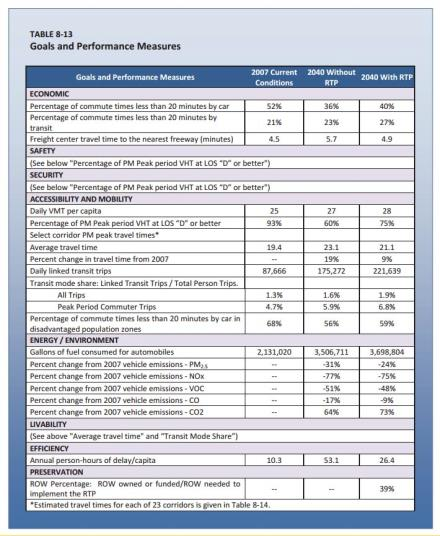 TABLE 8-13
Goals and Performance Measures
Goals and Performance Measures 2007 Current Conditions 2040 Without RTP 2040 With RTP
ECONOMIC
Percentage of commute times less than 20 minutes by car 52% 36% 40%
Percentage of commute times less than 20 minutes by transit 21% 23% 27%
Freight center travel time to the nearest freeway (minutes) 4.5 5.7 4.9
SAFETY
(See below "Percentage of PM Peak period VHT at LOS “D” or better")
SECURITY
(See below "Percentage of PM Peak period VHT at LOS “D” or better")
ACCESSIBILITY AND MOBILITY
Daily VMT per capita 25 27 28
Percentage of PM Peak period VHT at LOS “D” or better 93% 60% 75%
Select corridor PM peak travel times*
Average travel time 19.4 23.1 21.1
Percent change in travel time from 2007 -- 19% 9%
Daily linked transit trips 87,666 175,272 221,639
Transit mode share: Linked Transit Trips / Total Person Trips.
All Trips 1.3% 1.6% 1.9%
Peak Period Commuter Trips 4.7% 5.9% 6.8%
Percentage of commute times less than 20 minutes by car in disadvantaged population zones 68% 56% 59%
ENERGY / ENVIRONMENT
Gallons of fuel consumed for automobiles 2,131,020 3,506,711 3,698,804
Percent change from 2007 vehicle emissions - PM2.5 -- -31% -24%
Percent change from 2007 vehicle emissions - NOx -- -77% -75%
Percent change from 2007 vehicle emissions - VOC -- -51% -48%
Percent change from 2007 vehicle emissions - CO -- -17% -9%
Percent change from 2007 vehicle emissions - CO2 -- 64% 73%
LIVABILITY
(See above "Average travel time" and "Transit Mode Share")
EFFICIENCY
Annual person-hours of delay/capita 10.3 53.1 26.4
PRESERVATION
ROW Percentage: ROW owned or funded/ROW needed to implement the RTP -- -- 39%
*Estimated travel times for each of 23 corridors is given in Table 8-14.